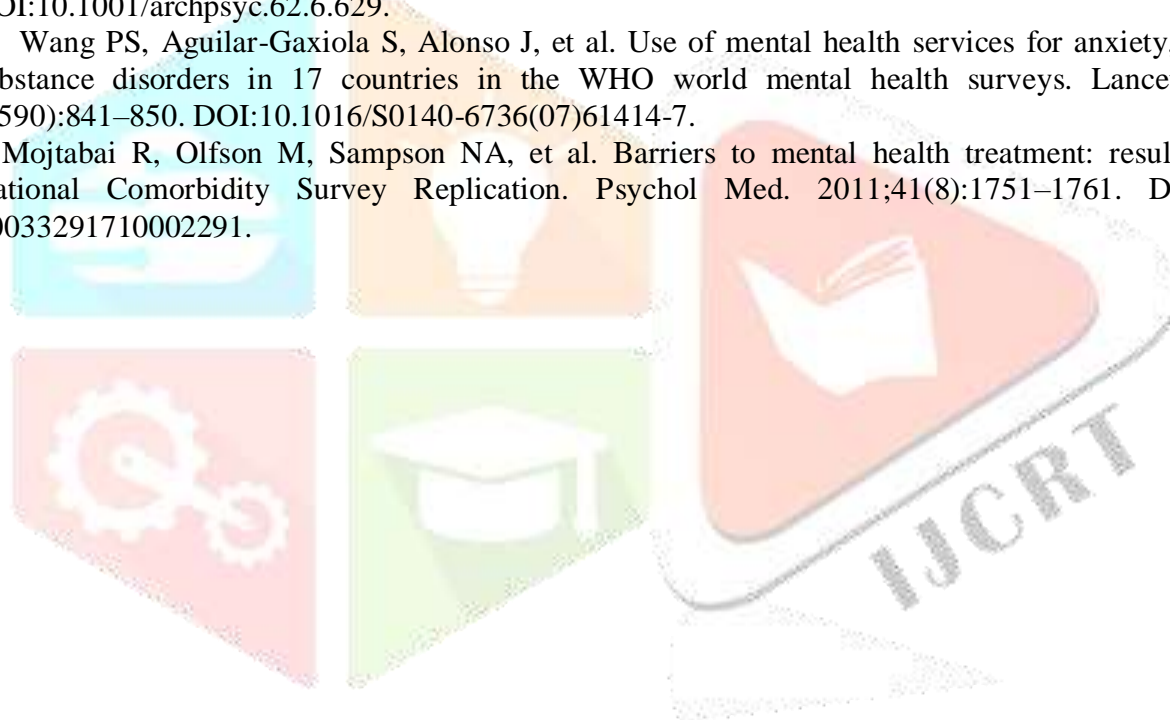 OI:10.1001/archpsyc.62.6.629.
Wang PS, Aguilar-Gaxiola S, Alonso J, et al. Use of mental health services for anxiety,
bstance disorders in 17 countries in the WHO world mental health surveys. Lance
590):841–850. DOI:10.1016/S0140-6736(07)61414-7.
Mojtabai R, Olfson M, Sampson NA, et al. Barriers to mental health treatment: resul
ational Comorbidity Survey Replication. Psychol Med. 2011;41(8):1751–1761. D
0033291710002291.
IJCRT